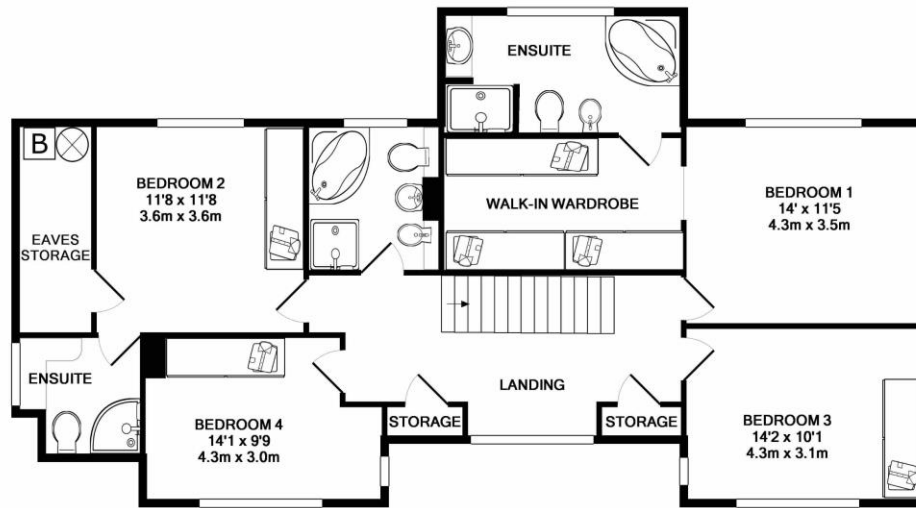 ENSUITE
B
BEDROOM 2
11'8 x 11'8
3.6m x 3.6m
EAVES
STORAGE
WALK-IN WARDROBE
BEDROOM 1
14' x 11'5
4.3m x 3.5m
ENSUITE
LANDING
BEDROOM 4
14'1 x 9'9
4.3m x 3.0m
STORAGE
STORAGE
BEDROOM 3
14'2 x 10'1
4.3m x 3.1m